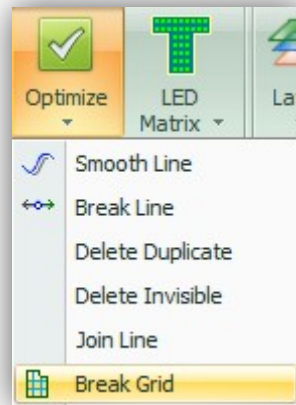 Optimize
LED
Matrix
La
Smooth Line
Break Line
Delete Duplicate
Delete Invisible
Join Line
Break Grid